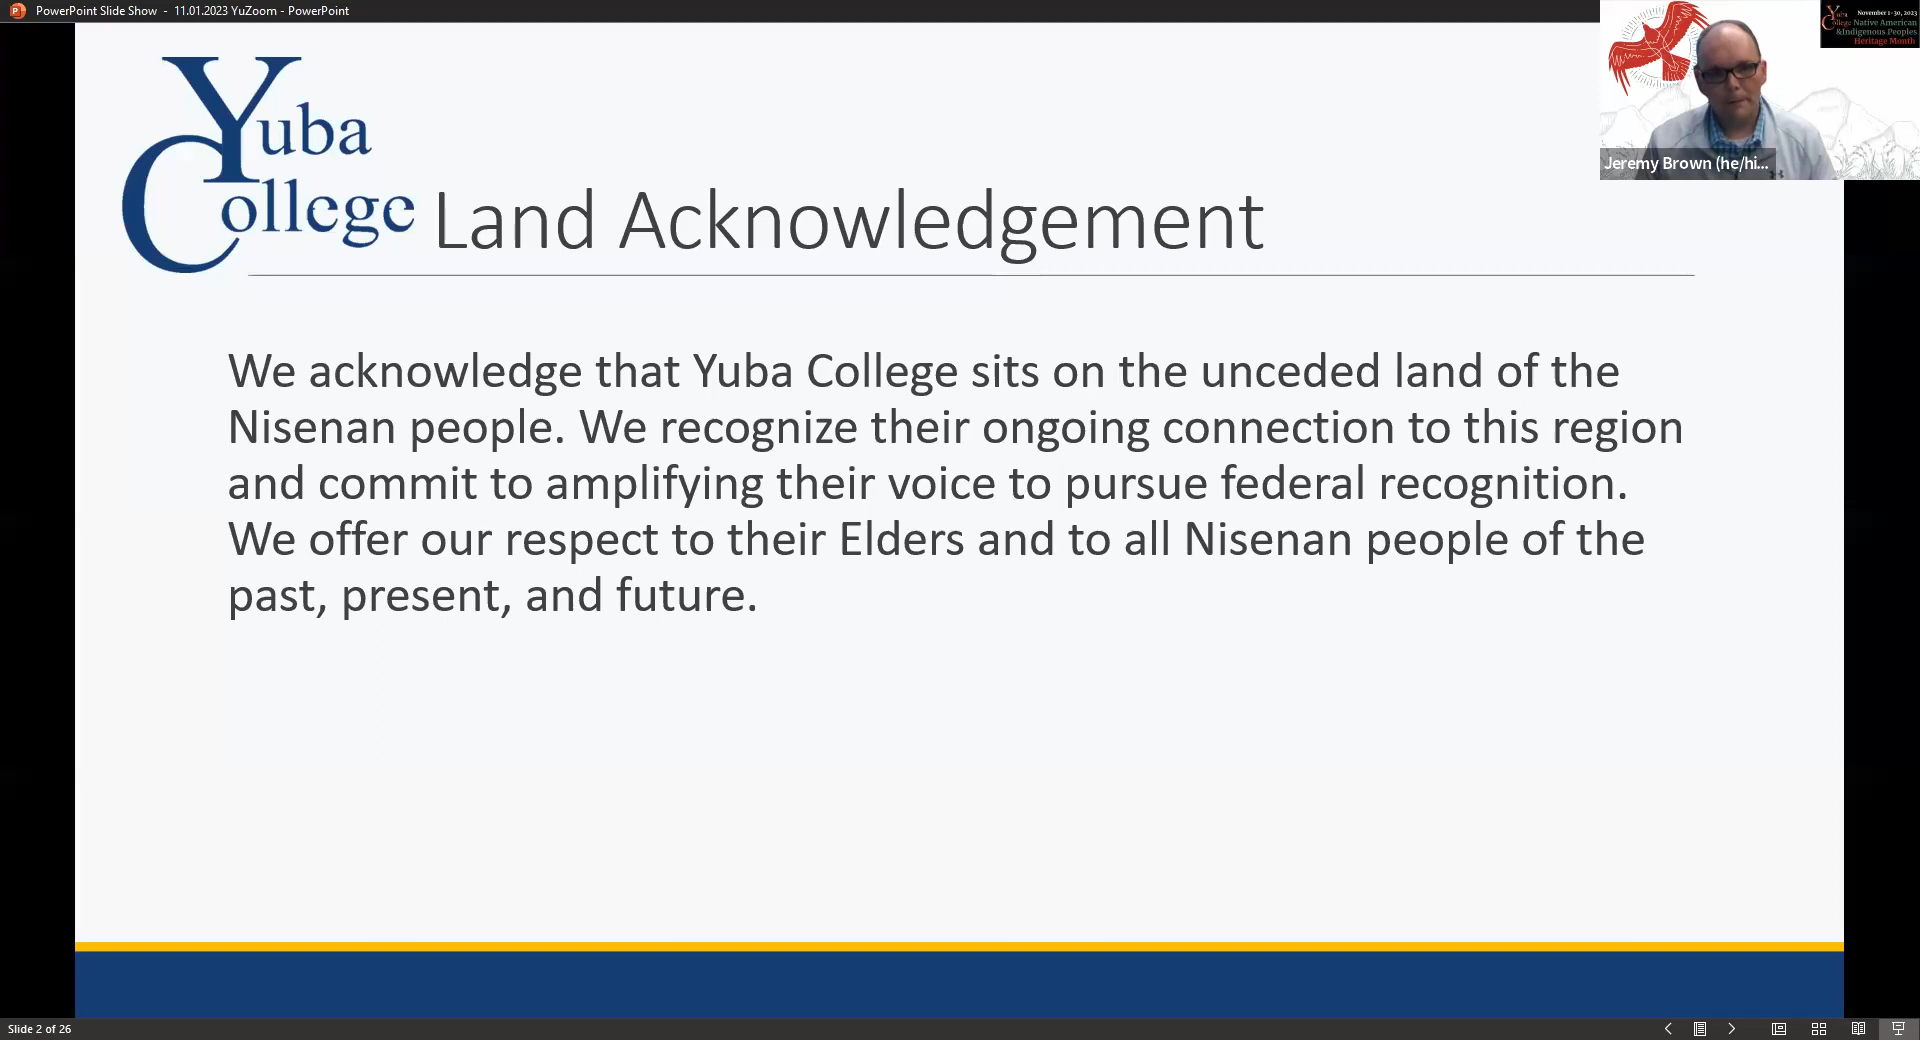 PowerPoint Slide Show - 11.01.2023 YuZoom - PowerPoint
Yuba
College
November 1-30, 2023
Native American
&Indigenous Peoples
Heritage Month
Jeremy Brown (he/hi...
Yuba
College
Land Acknowledgement
We acknowledge that Yuba College sits on the unceded land of the
Nisenan people. We recognize their ongoing connection to this region
and commit to amplifying their voice to pursue federal recognition.
We offer our respect to their Elders and to all Nisenan people of the
past, present, and future.
Slide 2 of 26